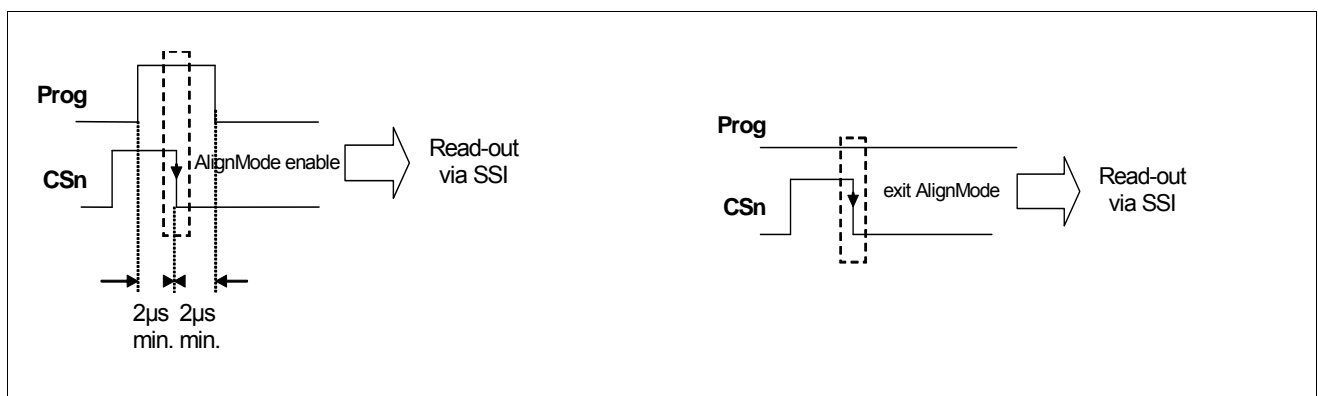 Prog
CSn
AlignMode enable
Read-out
via SSI
2µs 2µs
min. min.
Prog
CSn
exit AlignMode
Read-out
via SSI